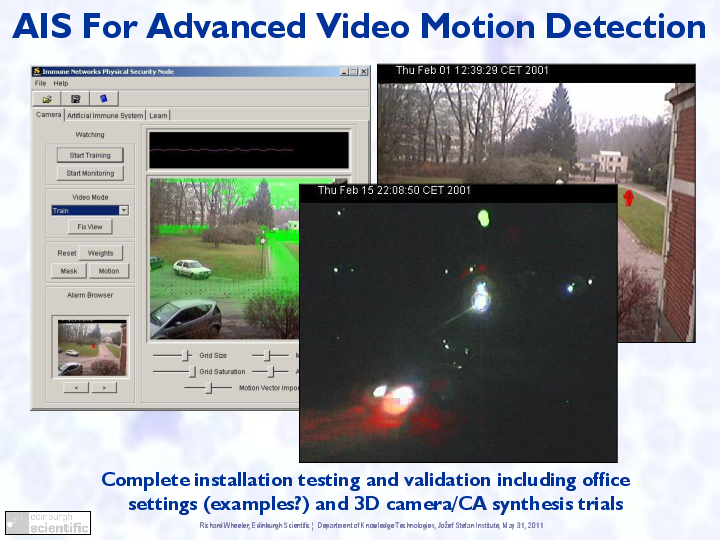 AIS For Advanced Video Motion Detection
Immune Networks Physical Security Node
File Help
Camera Artificial Immune System Learn
Watching
Start Training
Start Monitoring
Video Mode
Train
Fix View
Reset Weights
Mask Motion
Alarm Browser
< >
Grid Size M
Grid Saturation A
Motion Vector Impor
Thu Feb 01 12:39:29 CET 2001
Thu Feb 15 22:08:50 CET 2001
Complete installation testing and validation including office
settings (examples?) and 3D camera/CA synthesis trials
edinburgh
scientific
Richard Wheeler, Edinburgh Scientific ¦ Department of Knowledge Technologies, Jožef Stefan Institute, May 31, 2011